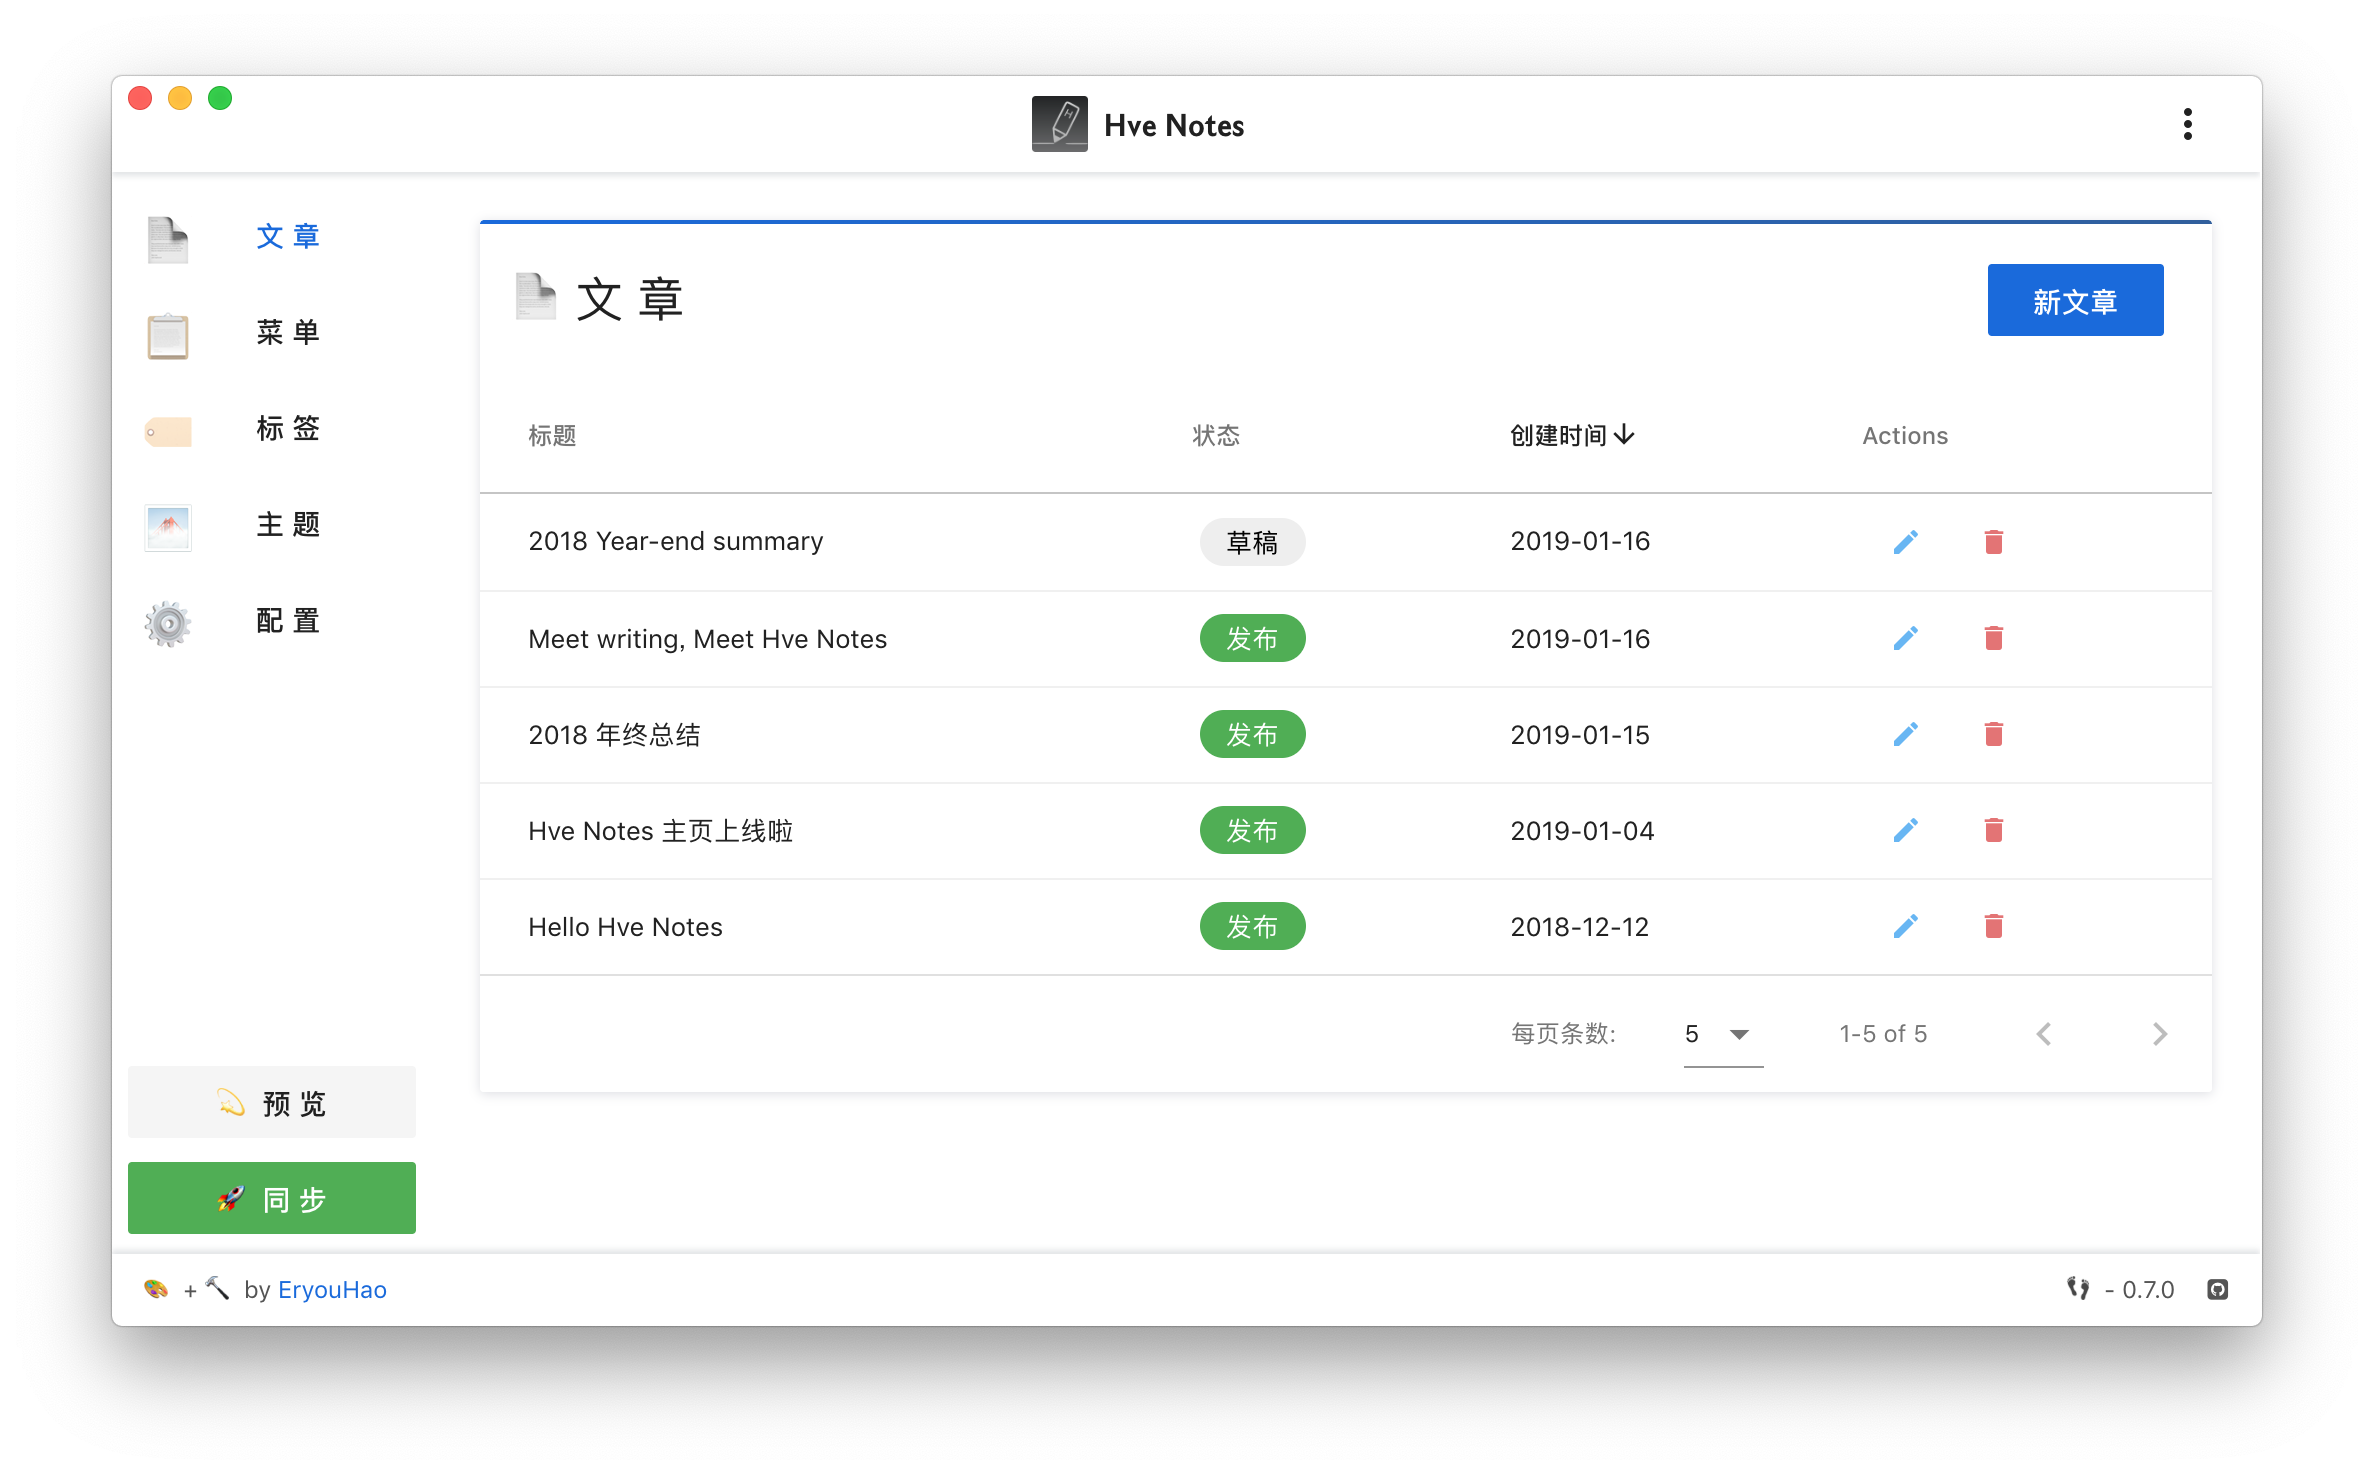 Hve Notes
文 章
菜 单
标 签
主 题
配 置
预 览
同 步
文 章
新文章
标题 状态 创建时间 Actions
2018 Year-end summary 草稿 2019-01-16
Meet writing, Meet Hve Notes 发布 2019-01-16
2018 年终总结 发布 2019-01-15
Hve Notes 主页上线啦 发布 2019-01-04
Hello Hve Notes 发布 2018-12-12
每页条数: 5 1-5 of 5
+ by EryouHao
- 0.7.0